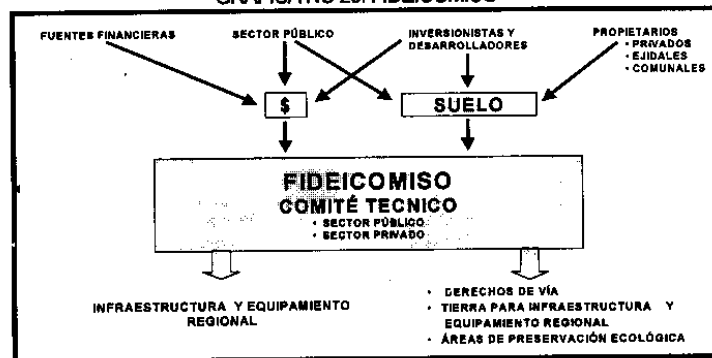 FUENTES FINANCIERAS
SECTOR PÚBLICO
INVERSIONISTAS Y
DESARROLLADORES
PROPIETARIOS
• PRIVADOS
• EJIDALES
• COMUNALES
$
SUELO
FIDEICOMISO
COMITÉ TECNICO
• SECTOR PÚBLICO
• SECTOR PRIVADO
INFRAESTRUCTURA Y EQUIPAMIENTO
REGIONAL
• DERECHOS DE VÍA
• TIERRA PARA INFRAESTRUCTURA Y
EQUIPAMIENTO REGIONAL
• ÁREAS DE PRESERVACIÓN ECOLÓGICA